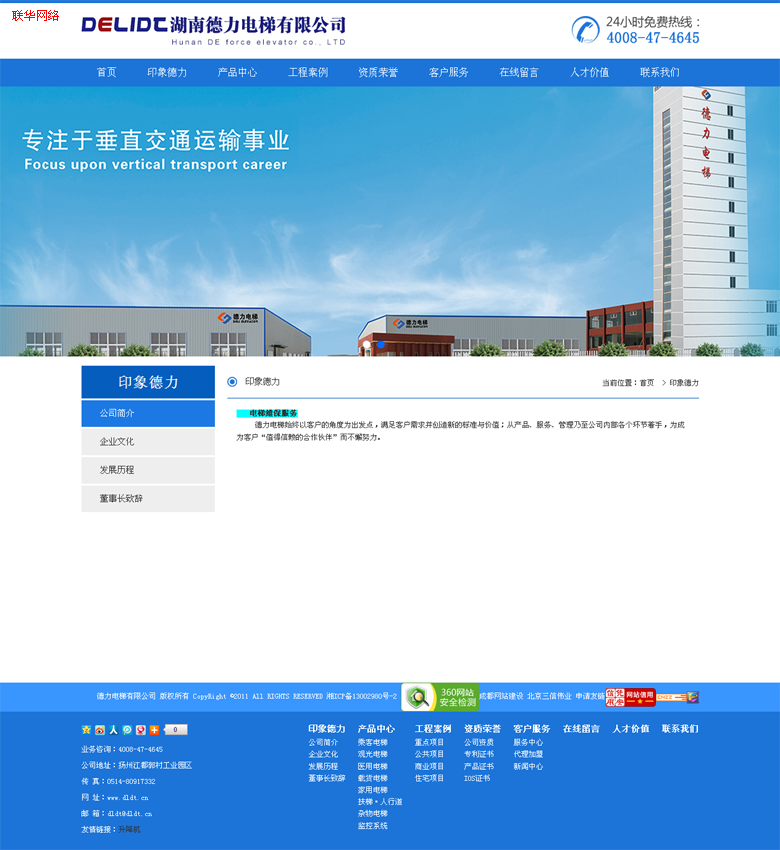 联华网络
DELIDT 湖南德力电梯有限公司
Hunan DE force elevator co., LTD
24小时免费热线：
4008-47-4645
首页 印象德力 产品中心 工程案例 资质荣誉 客户服务 在线留言 人才价值 联系我们
专注于垂直交通运输事业
Focus upon vertical transport career
德力电梯
德力电梯
德力电梯
印象德力
公司简介
企业文化
发展历程
董事长致辞
印象德力
当前位置：首页 > 印象德力
电梯维保服务
德力电梯始终以客户的角度为出发点，满足客户需求并创造新的标准与价值；从产品、服务、管理乃至公司内部各个环节着手，为成
为客户“值得信赖的合作伙伴”而不懈努力。
德力电梯有限公司 版权所有 CopyRight ©2011 All RIGHTS RESERVED 湘ICP备13002980号-2 360网站安全检测 成都网站建设 北京三信伟业 申请友链 网站信用
0
业务咨询：4008-47-4645
公司地址：扬州江都郭村工业园区
传 真：0514-80917332
网 址：www.dldt.cn
邮 箱：dldt@dldt.cn
友情链接：升降机
印象德力
公司简介
企业文化
发展历程
董事长致辞
产品中心
乘客电梯
观光电梯
医用电梯
载货电梯
家用电梯
扶梯·人行道
杂物电梯
监控系统
工程案例
重点项目
公共项目
商业项目
住宅项目
资质荣誉
公司资质
专利证书
产品证书
IOS证书
客户服务
服务中心
代理加盟
新闻中心
在线留言
人才价值
联系我们